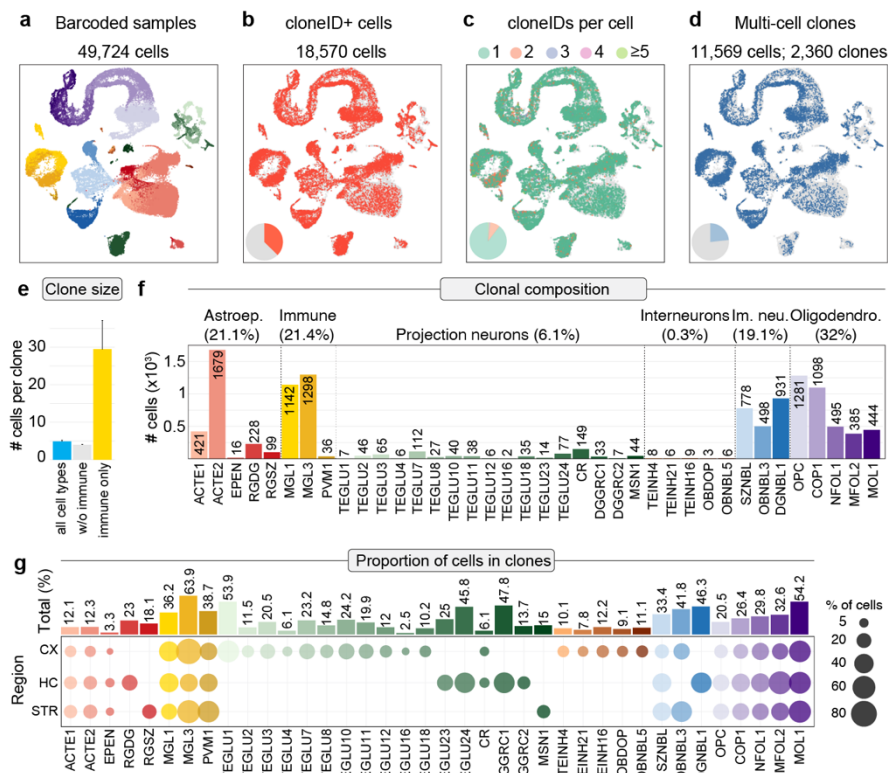 a Barcoded samples
49,724 cells
b cloneID+ cells
18,570 cells
c cloneIDs per cell
1 2 3 4 ≥5
d Multi-cell clones
11,569 cells; 2,360 clones
e Clone size
# cells per clone
30
20
10
5
0
all cell types
w/o immune
immune only
f Clonal composition
Astroep. (21.1%)
Immune (21.4%)
Projection neurons (6.1%)
Interneurons (0.3%)
Im. neu. (19.1%)
Oligodendro. (32%)
# cells (x10³)
1.5
1
0.5
421 1679 16 228 99 1142 1298 36 7 46 65 6 112 27 40 38 6 2 35 14 77 149 33 7 44 8 6 9 3 6 778 498 931 1281 1098 495 385 444
ACTE1 ACTE2 EPEN RGDG RGSZ MGL1 MGL3 PVM1 TEGLU1 TEGLU2 TEGLU3 TEGLU4 TEGLU7 TEGLU8 TEGLU10 TEGLU11 TEGLU12 TEGLU16 TEGLU18 TEGLU23 TEGLU24 CR DGGRC1 DGGRC2 MSN1 TEINH4 TEINH21 TEINH16 OBDOP OBNBL5 SZNBL OBNBL3 DGNBL1 OPC COP1 NFOL1 MFOL2 MOL1
g Proportion of cells in clones
Total (%)
12.1 12.3 3.3 23 18.1 36.2 63.9 38.7 53.9 11.5 20.5 6.1 23.2 14.8 24.2 19.9 12 2.5 10.2 25 45.8 6.1 47.8 13.7 15 10.1 7.8 12.2 9.1 11.1 33.4 41.8 46.3 20.5 26.4 29.8 32.6 54.2
% of cells
5
20
40
60
80
Region
CX
HC
STR
ACTE1 ACTE2 EPEN RGDG RGSZ MGL1 MGL3 PVM1 EGLU1 EGLU2 EGLU3 EGLU4 EGLU7 EGLU8 EGLU10 EGLU11 EGLU12 EGLU16 EGLU18 EGLU23 EGLU24 CR GGRC1 GGRC2 MSN1 TEINH4 EINH21 EINH16 OBDOP OBNBL5 SZNBL OBNBL3 GNBL1 OPC COP1 NFOL1 MFOL2 MOL1